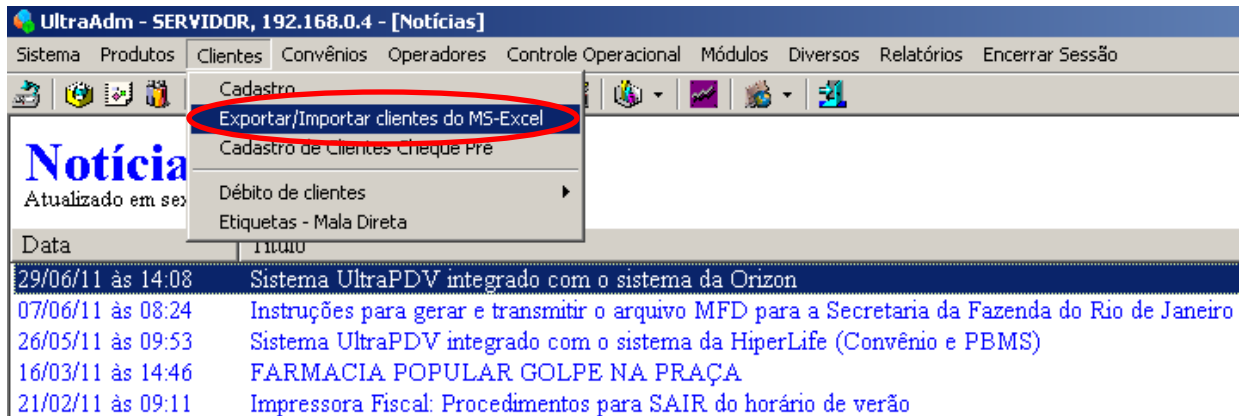 UltraAdm - SERVIDOR, 192.168.0.4 - [Notícias]
Sistema Produtos Clientes Convênios Operadores Controle Operacional Módulos Diversos Relatórios Encerrar Sessão
Cadastro
Exportar/Importar clientes do MS-Excel
Cadastro de Clientes Cheque Pré
Débito de clientes
Etiquetas - Mala Direta
Notícia
Atualizado em sex
Data Título
29/06/11 às 14:08 Sistema UltraPDV integrado com o sistema da Orizon
07/06/11 às 08:24 Instruções para gerar e transmitir o arquivo MFD para a Secretaria da Fazenda do Rio de Janeiro
26/05/11 às 09:53 Sistema UltraPDV integrado com o sistema da HiperLife (Convênio e PBMS)
16/03/11 às 14:46 FARMACIA POPULAR GOLPE NA PRAÇA
21/02/11 às 09:11 Impressora Fiscal: Procedimentos para SAIR do horário de verão